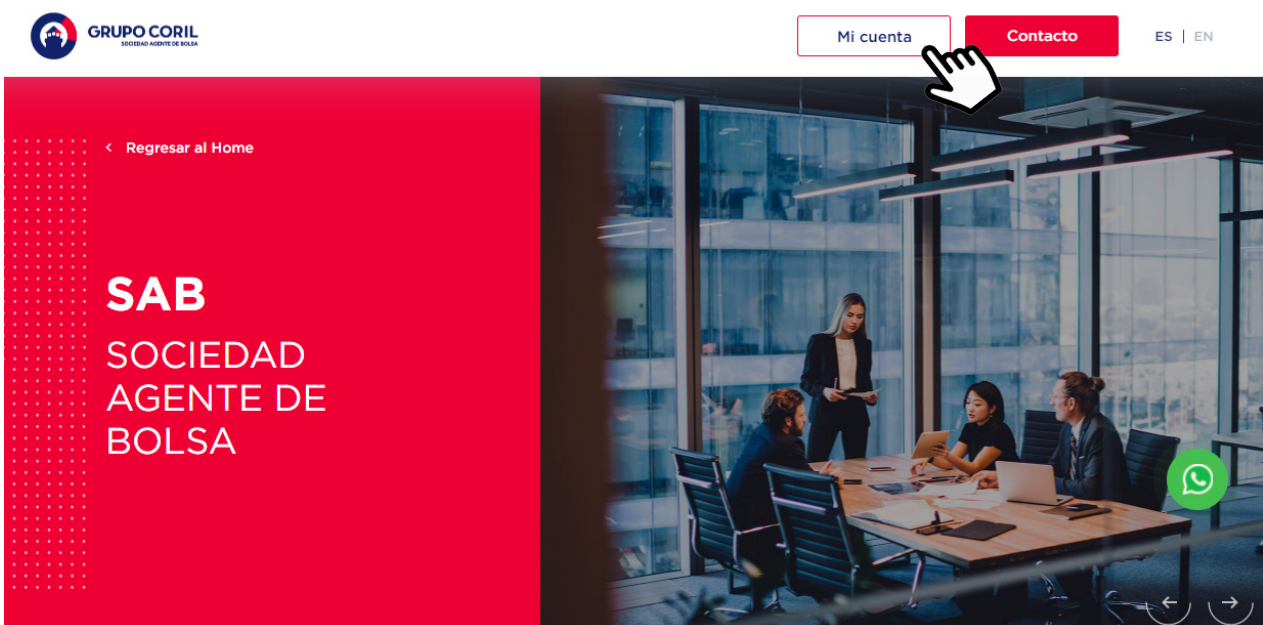 GRUPO CORIL
SOCIEDAD AGENTE DE BOLSA
Mi cuenta
Contacto
ES | EN
< Regresar al Home
SAB
SOCIEDAD
AGENTE DE
BOLSA